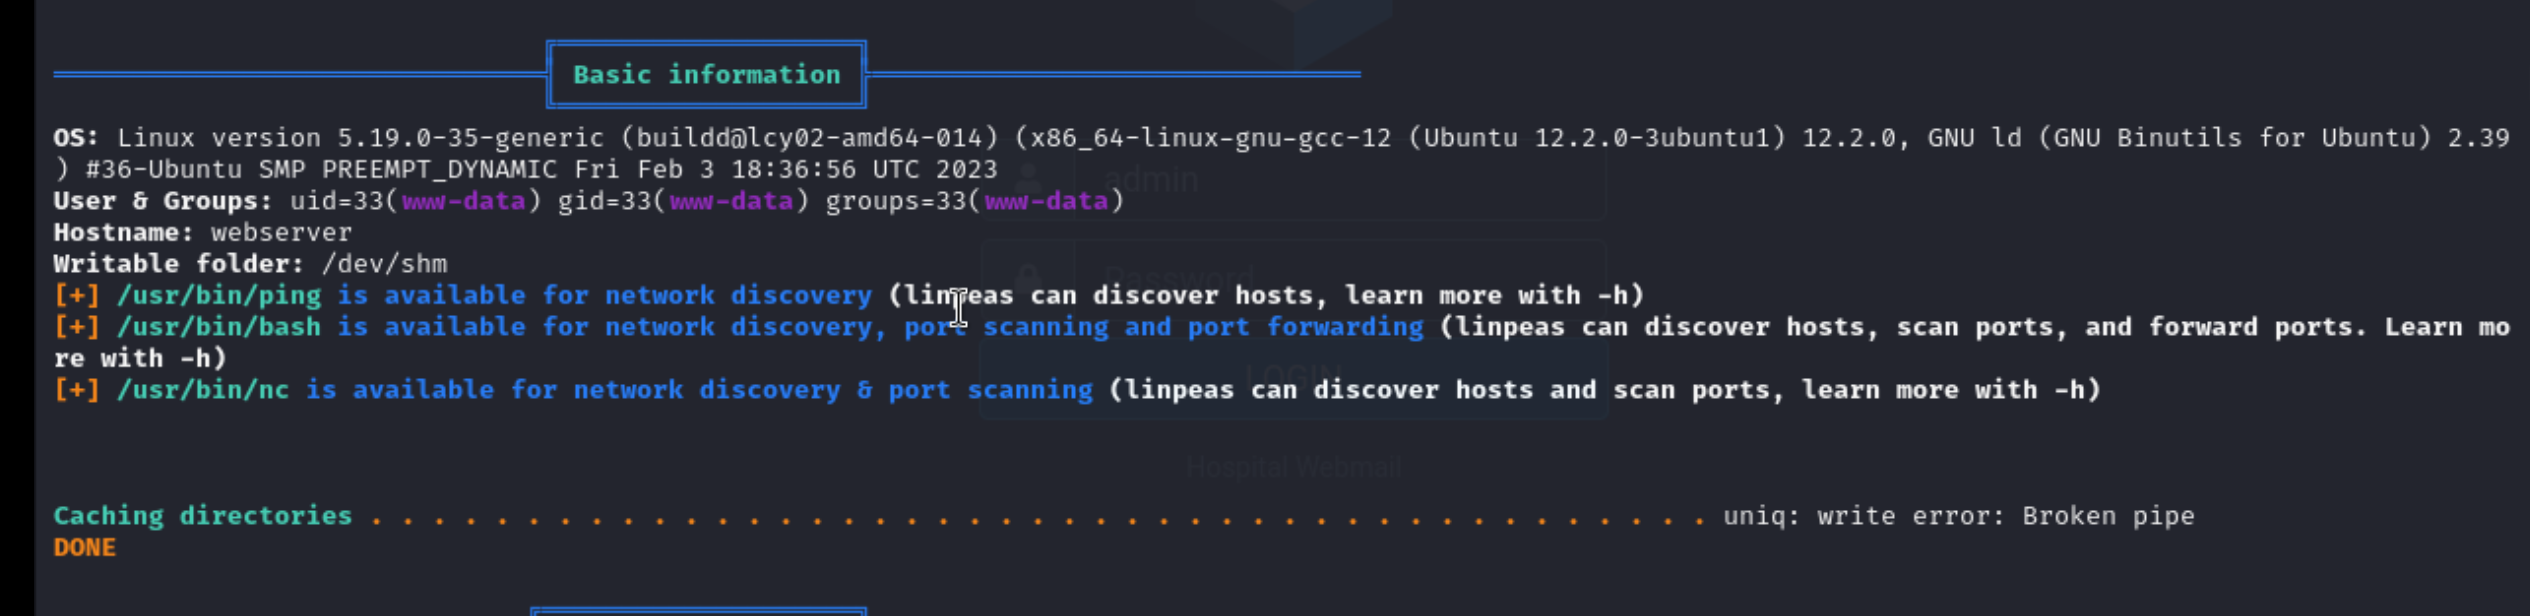 Basic information
OS: Linux version 5.19.0-35-generic (buildd@lcy02-amd64-014) (x86_64-linux-gnu-gcc-12 (Ubuntu 12.2.0-3ubuntu1) 12.2.0, GNU ld (GNU Binutils for Ubuntu) 2.39
) #36-Ubuntu SMP PREEMPT_DYNAMIC Fri Feb 3 18:36:56 UTC 2023
admin
User & Groups: uid=33(www-data) gid=33(www-data) groups=33(www-data)
Hostname: webserver
Writable folder: /dev/shm
Password
[+] /usr/bin/ping is available for network discovery (linpeas can discover hosts, learn more with -h)
[+] /usr/bin/bash is available for network discovery, port scanning and port forwarding (linpeas can discover hosts, scan ports, and forward ports. Learn mo
re with -h)
LOGIN
[+] /usr/bin/nc is available for network discovery & port scanning (linpeas can discover hosts and scan ports, learn more with -h)
Hospital Webmail
Caching directories . . . . . . . . . . . . . . . . . . . . . . . . . . . . . . . . . . . . . . . . . . . uniq: write error: Broken pipe
DONE